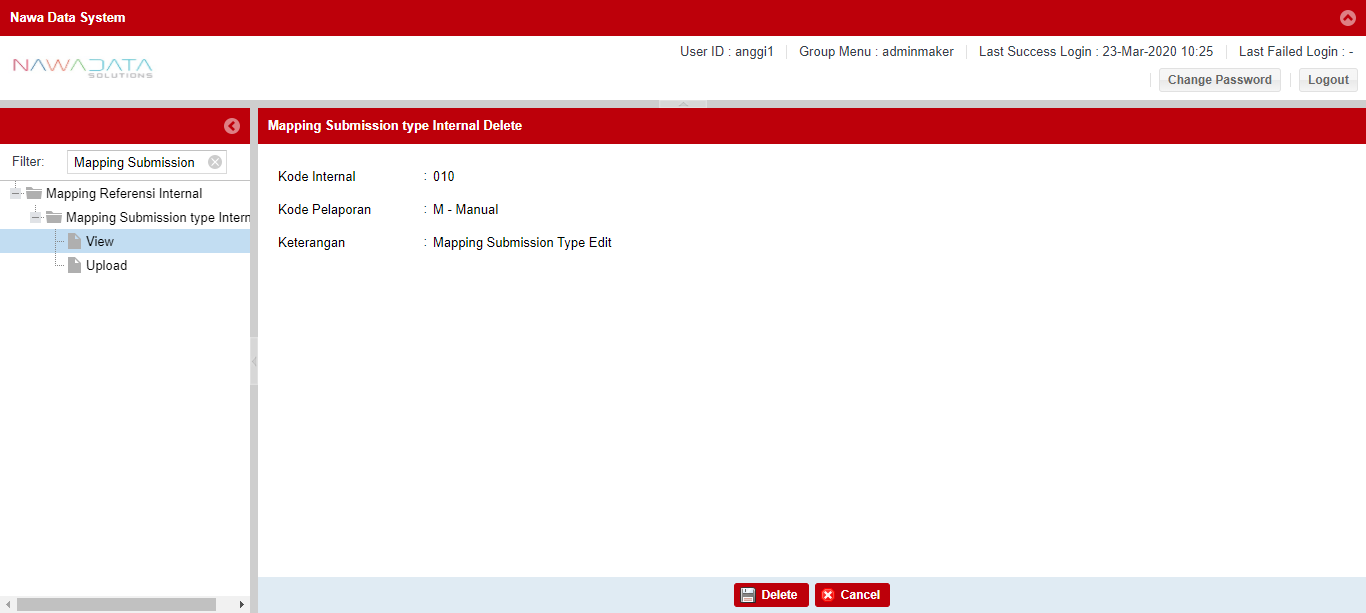 Nawa Data System
NAWADATA
SOLUTIONS
User ID : anggi1 Group Menu : adminmaker Last Success Login : 23-Mar-2020 10:25 Last Failed Login : -
Change Password Logout
Filter: Mapping Submission
Mapping Referensi Internal
Mapping Submission type Intern
View
Upload
Mapping Submission type Internal Delete
Kode Internal : 010
Kode Pelaporan : M - Manual
Keterangan : Mapping Submission Type Edit
Delete Cancel